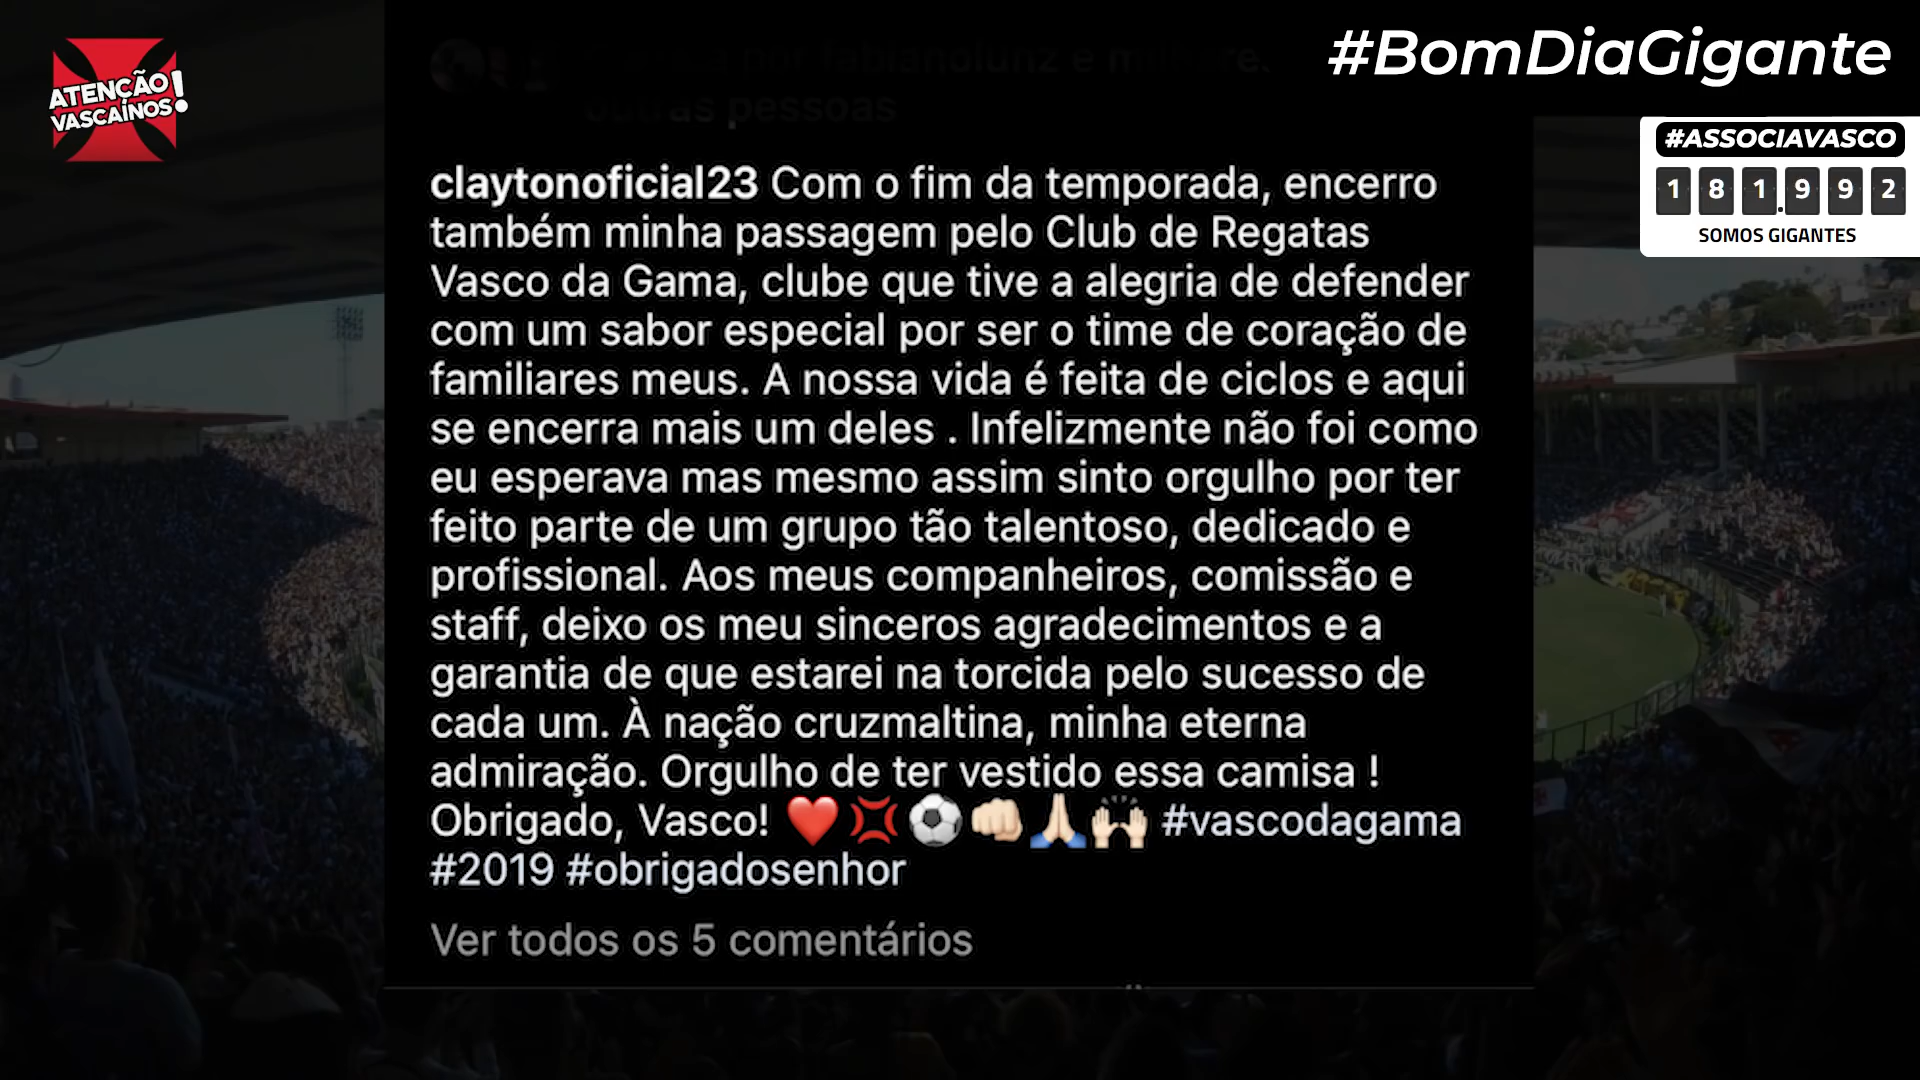 ATENÇÃO
VASCAÍNOS!
#BomDiaGigante
#ASSOCIAVASCO
181.992
SOMOS GIGANTES
outras pessoas
claytonoficial23 Com o fim da temporada, encerro
também minha passagem pelo Club de Regatas
Vasco da Gama, clube que tive a alegria de defender
com um sabor especial por ser o time de coração de
familiares meus. A nossa vida é feita de ciclos e aqui
se encerra mais um deles . Infelizmente não foi como
eu esperava mas mesmo assim sinto orgulho por ter
feito parte de um grupo tão talentoso, dedicado e
profissional. Aos meus companheiros, comissão e
staff, deixo os meu sinceros agradecimentos e a
garantia de que estarei na torcida pelo sucesso de
cada um. À nação cruzmaltina, minha eterna
admiração. Orgulho de ter vestido essa camisa !
Obrigado, Vasco! ❤️💢⚽👊🏻🙏🏻🙌🏻 #vascodagama
#2019 #obrigadosenhor
Ver todos os 5 comentários